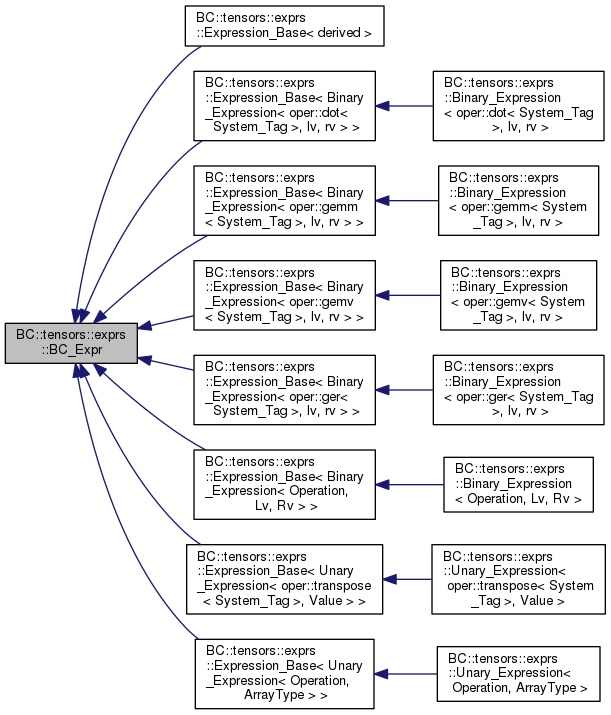 BC::tensors::exprs
::Expression_Base< derived >
BC::tensors::exprs
::Expression_Base< Binary
_Expression< oper::dot<
System_Tag >, lv, rv > >
BC::tensors::exprs
::Binary_Expression
< oper::dot< System_Tag
>, lv, rv >
BC::tensors::exprs
::Expression_Base< Binary
_Expression< oper::gemm
< System_Tag >, lv, rv > >
BC::tensors::exprs
::Binary_Expression
< oper::gemm< System
_Tag >, lv, rv >
BC::tensors::exprs
::Expression_Base< Binary
_Expression< oper::gemv
< System_Tag >, lv, rv > >
BC::tensors::exprs
::Binary_Expression
< oper::gemv< System
_Tag >, lv, rv >
BC::tensors::exprs
::BC_Expr
BC::tensors::exprs
::Expression_Base< Binary
_Expression< oper::ger<
System_Tag >, lv, rv > >
BC::tensors::exprs
::Binary_Expression
< oper::ger< System_Tag
>, lv, rv >
BC::tensors::exprs
::Expression_Base< Binary
_Expression< Operation,
Lv, Rv > >
BC::tensors::exprs
::Binary_Expression
< Operation, Lv, Rv >
BC::tensors::exprs
::Expression_Base< Unary
_Expression< oper::transpose
< System_Tag >, Value > >
BC::tensors::exprs
::Unary_Expression<
oper::transpose< System
_Tag >, Value >
BC::tensors::exprs
::Expression_Base< Unary
_Expression< Operation,
ArrayType > >
BC::tensors::exprs
::Unary_Expression<
Operation, ArrayType >